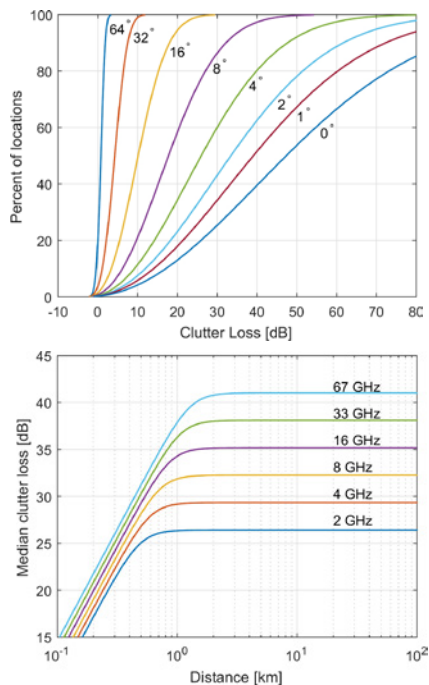 100
80
60
40
20
0
Percent of locations
64°
32°
16°
8°
4°
2°
1°
0°
-10 0 10 20 30 40 50 60 70 80
Clutter Loss [dB]
45
40
35
30
25
20
15
Median clutter loss [dB]
67 GHz
33 GHz
16 GHz
8 GHz
4 GHz
2 GHz
10⁻¹ 10⁰ 10¹ 10²
Distance [km]